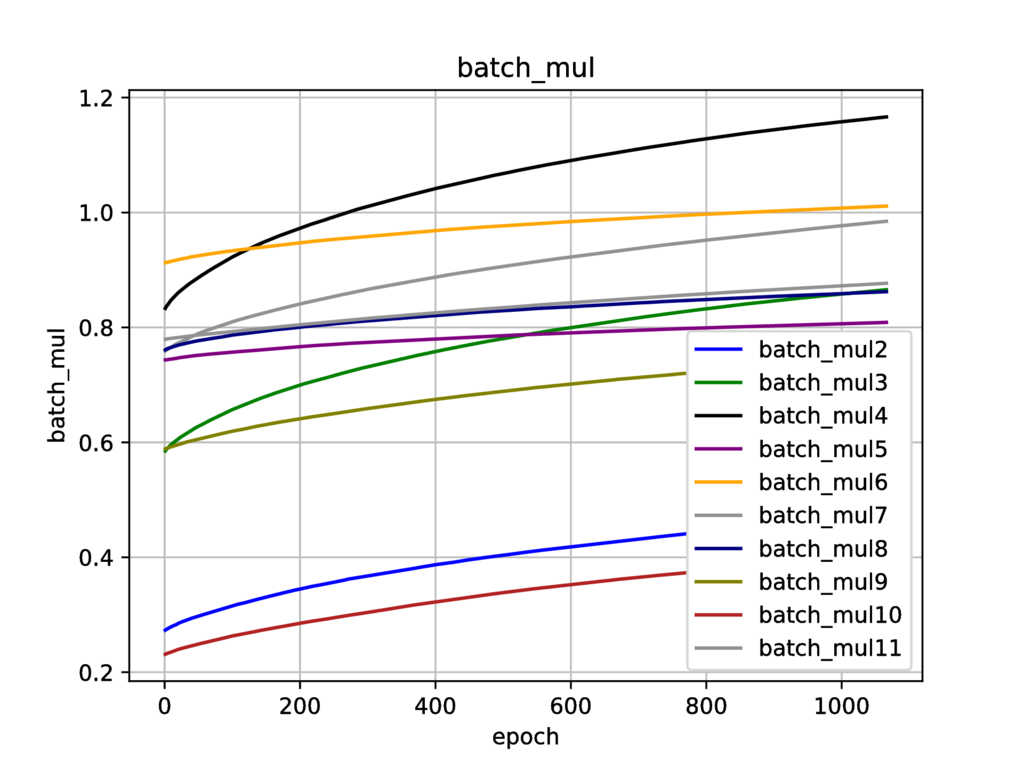 batch_mul
1.2
1.0
0.8
0.6
0.4
0.2
batch_mul
batch_mul2
batch_mul3
batch_mul4
batch_mul5
batch_mul6
batch_mul7
batch_mul8
batch_mul9
batch_mul10
batch_mul11
0 200 400 600 800 1000
epoch